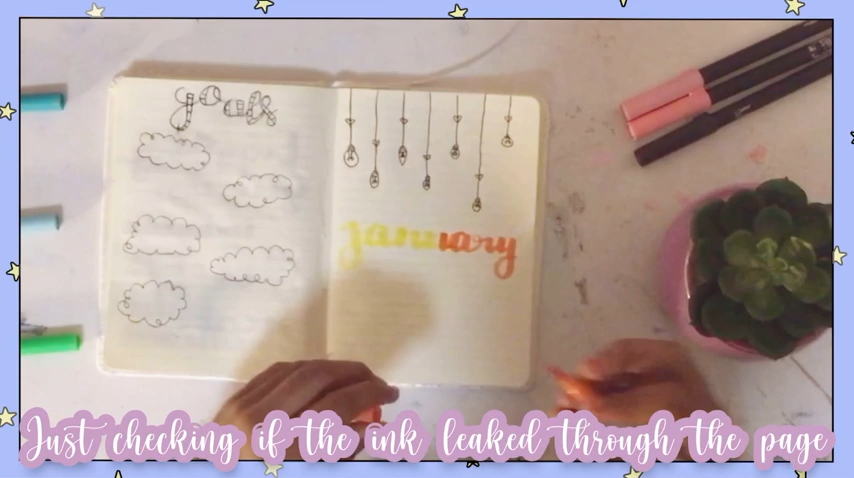 goals
january
Just checking if the ink leaked through the page